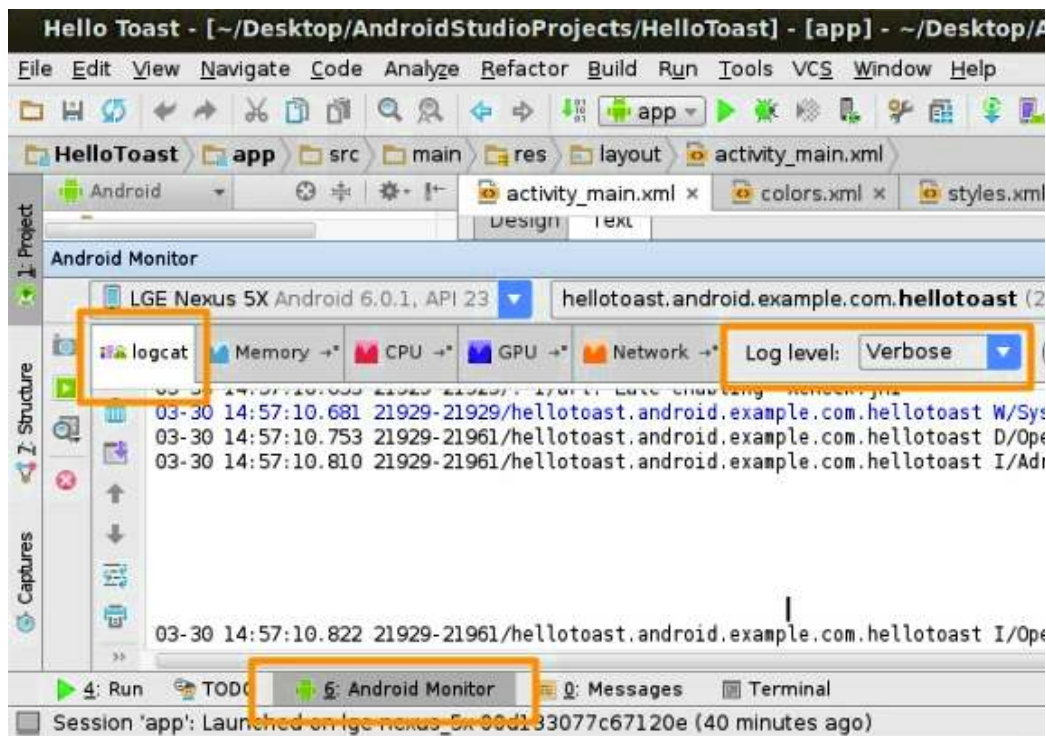 Hello Toast - [~/Desktop/AndroidStudioProjects/HelloToast] - [app] - ~/Desktop/A
File Edit View Navigate Code Analyze Refactor Build Run Tools VCS Window Help
app
HelloToast app src main res layout activity_main.xml
Android activity_main.xml × colors.xml × styles.xml
Design Text
1: Project
Android Monitor
LGE Nexus 5X Android 6.0.1, API 23 hellotoast.android.example.com.hellotoast (2
logcat Memory CPU GPU Network Log level: Verbose
03-30 14:57:10.681 21929-21929/hellotoast.android.example.com.hellotoast W/Sys
03-30 14:57:10.753 21929-21961/hellotoast.android.example.com.hellotoast D/Ope
03-30 14:57:10.810 21929-21961/hellotoast.android.example.com.hellotoast I/Adr
7: Structure
Captures
03-30 14:57:10.822 21929-21961/hellotoast.android.example.com.hellotoast I/Ope
4: Run TODO 6: Android Monitor 0: Messages Terminal
Session 'app': Launched on lge-nexus_5x (40 minutes ago)